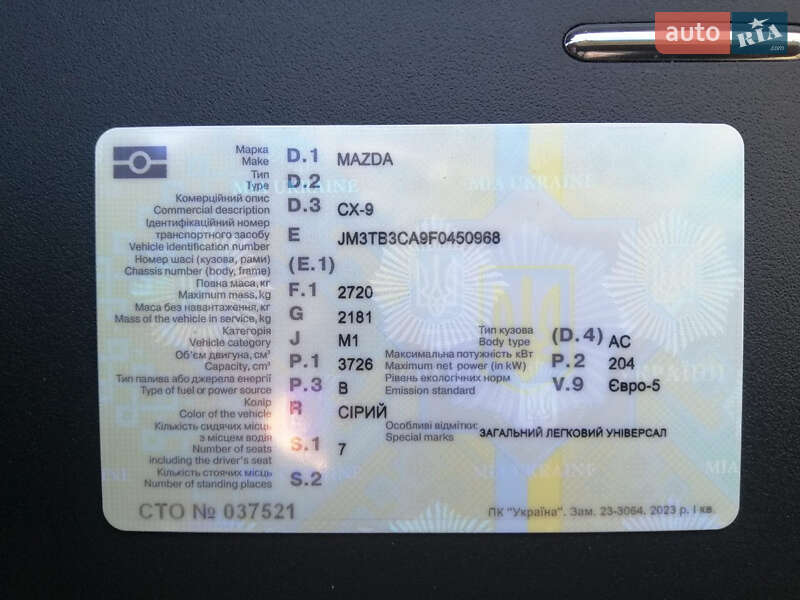 auto RIA.com
Марка
Make D.1 MAZDA
Тип
Type D.2
MIA UKRAINE
MIA UKRAINE
Комерційний опис
Commercial description D.3 CX-9
Ідентифікаційний номер
транспортного засобу
Vehicle identification number E JM3TB3CA9F0450968
Номер шасі (кузова, рами)
Chassis number (body, frame) (E.1)
Повна маса, кг
Maximum mass, kg F.1 2720
Маса без навантаження, кг
Mass of the vehicle in service, kg G 2181
Категорія
Vehicle category J M1
Тип кузова
Body type (D.4) AC
Об'єм двигуна, см³
Capacity, cm³ P.1 3726
Максимальна потужність кВт
Maximum net power (in kW) P.2 204
Тип палива або джерела енергії
Type of fuel or power source P.3 B
Рівень екологічних норм
Emission standard V.9 Євро-5
Колір
Color of the vehicle R СІРИЙ
Кількість сидячих місць
з місцем водія
Number of seats
including the driver's seat S.1 7
Особливі відмітки:
Special marks ЗАГАЛЬНИЙ ЛЕГКОВИЙ УНІВЕРСАЛ
Кількість стоячих місць
Number of standing places S.2
СТО № 037521
ПК "Україна". Зам. 23-3064. 2023 р. І кв.